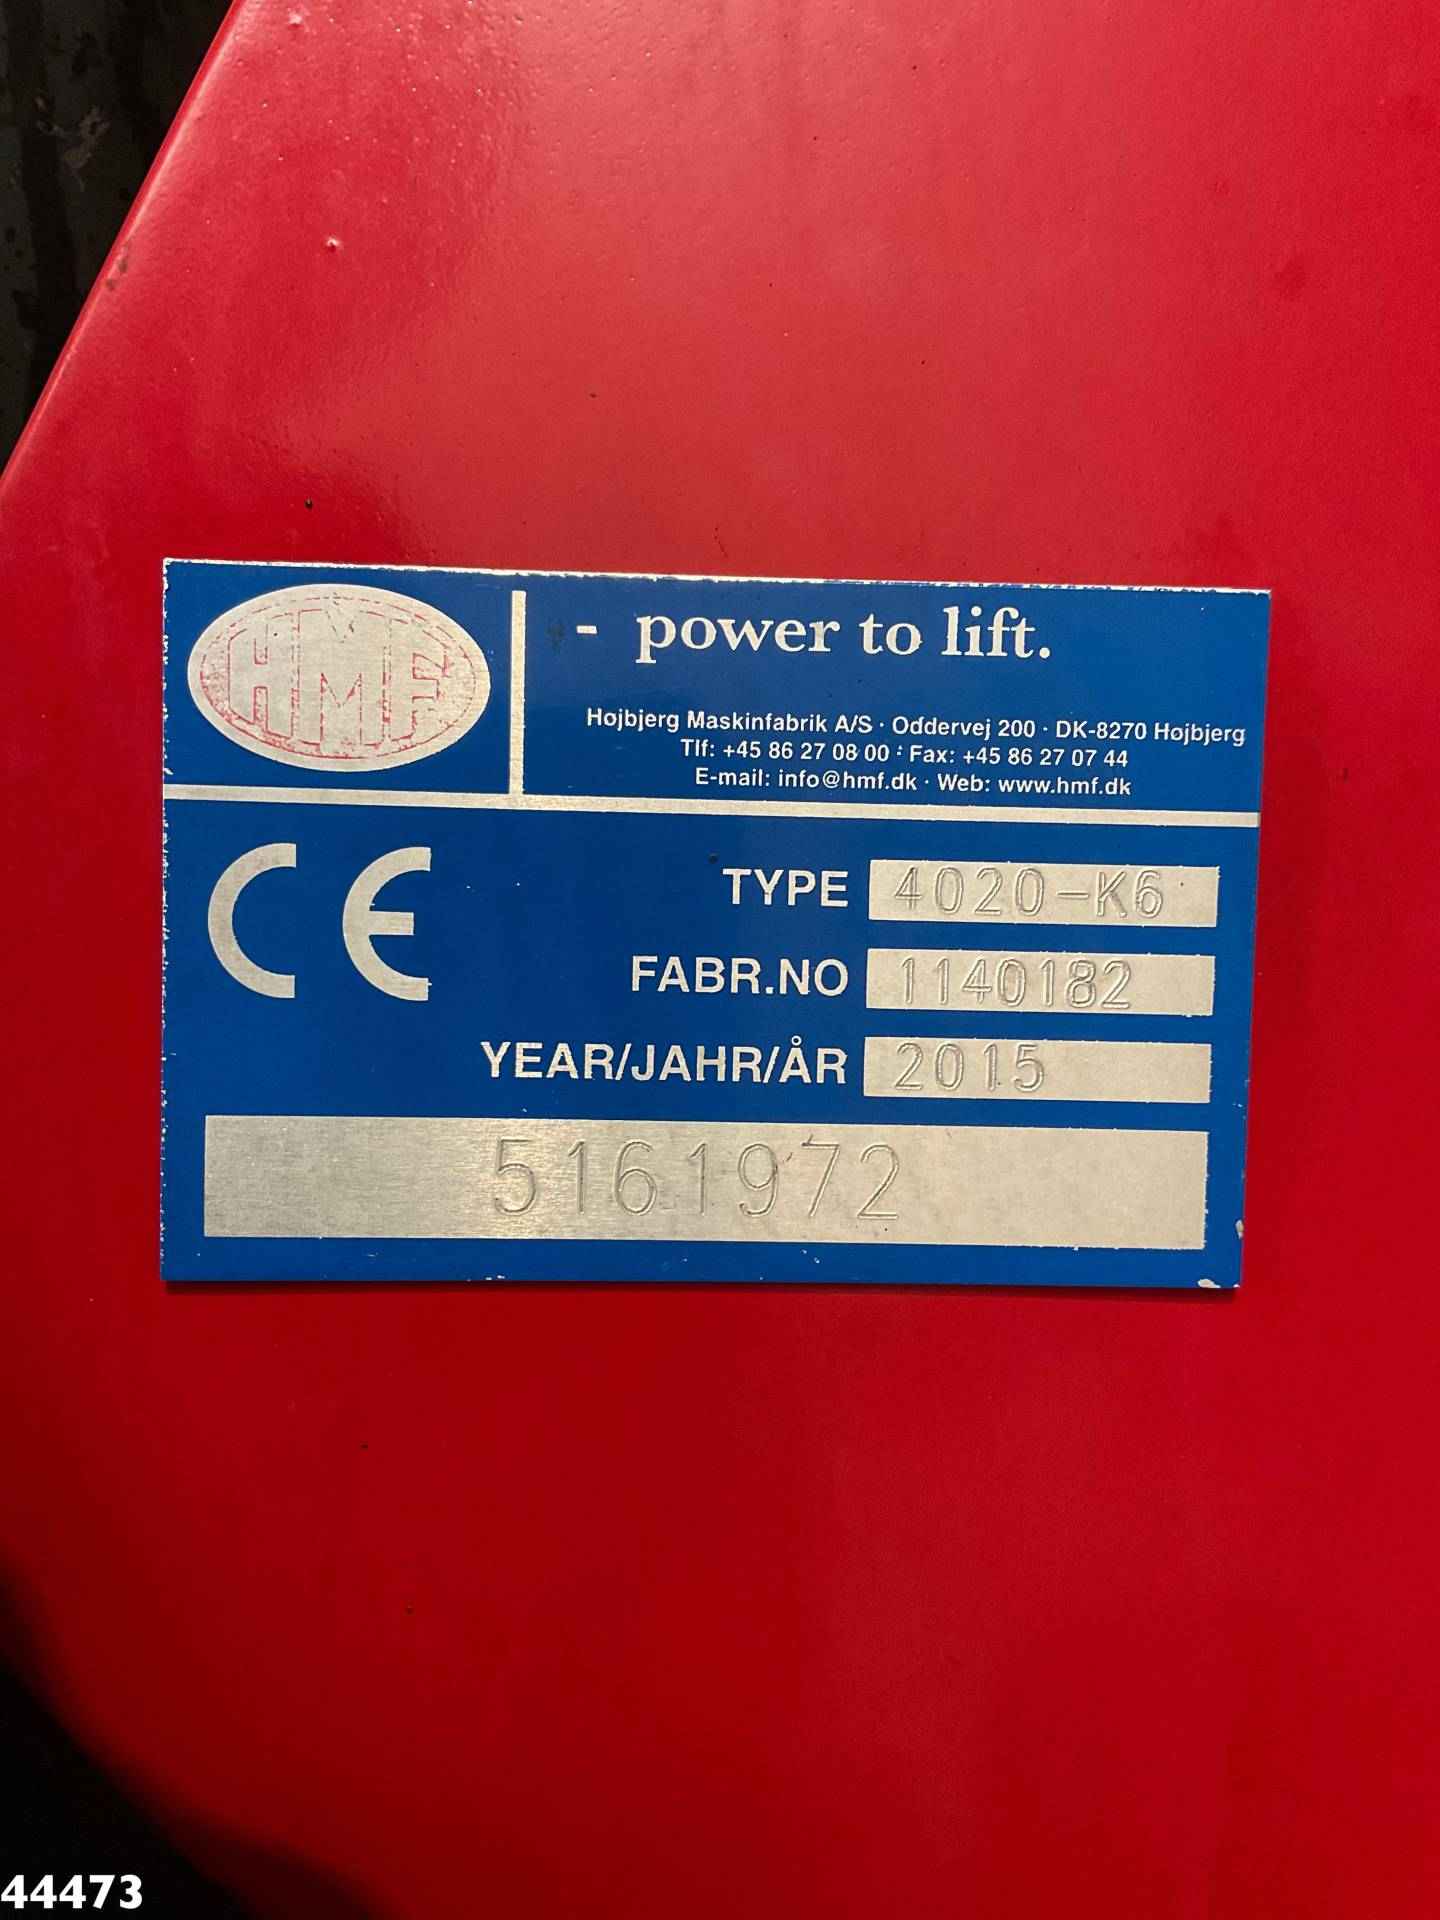 HMF
- power to lift.
Højbjerg Maskinfabrik A/S · Oddervej 200 · DK-8270 Højbjerg
Tlf: +45 86 27 08 00 · Fax: +45 86 27 07 44
E-mail: info@hmf.dk · Web: www.hmf.dk
CE
TYPE 4020-K6
FABR.NO 1140182
YEAR/JAHR/ÅR 2015
5161972
44473